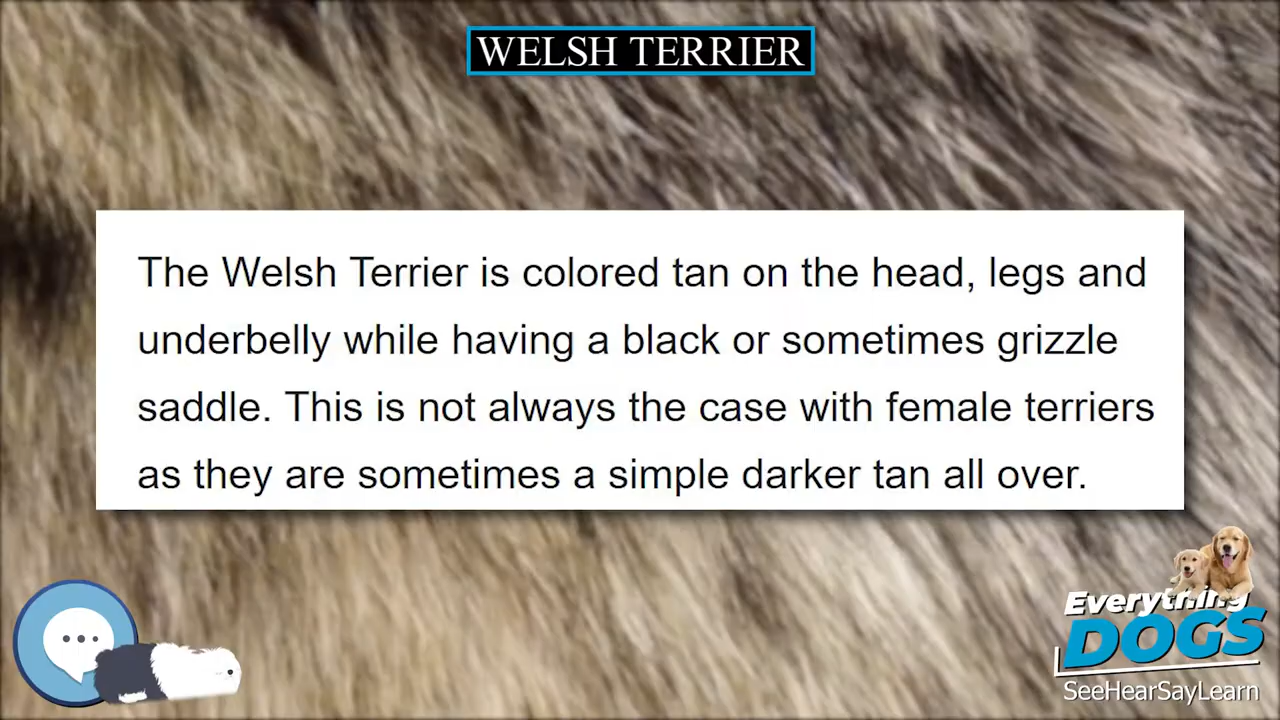 WELSH TERRIER
The Welsh Terrier is colored tan on the head, legs and
underbelly while having a black or sometimes grizzle
saddle. This is not always the case with female terriers
as they are sometimes a simple darker tan all over.
Everything
DOGS
SeeHearSayLearn